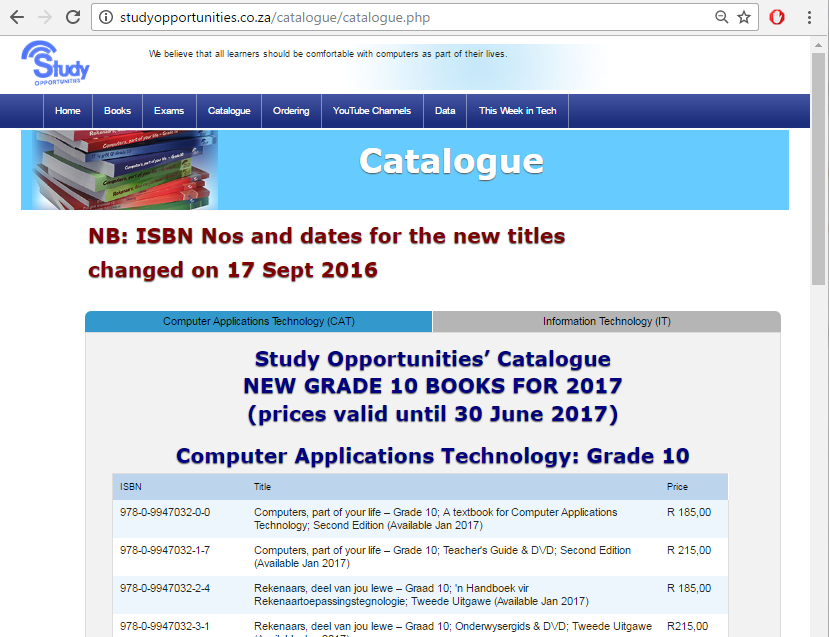 studyopportunities.co.za/catalogue/catalogue.php
Study
OPPORTUNITIES
We believe that all learners should be comfortable with computers as part of their lives.
Home Books Exams Catalogue Ordering YouTube Channels Data This Week in Tech
Catalogue
NB: ISBN Nos and dates for the new titles
changed on 17 Sept 2016
Computer Applications Technology (CAT) Information Technology (IT)
Study Opportunities’ Catalogue
NEW GRADE 10 BOOKS FOR 2017
(prices valid until 30 June 2017)
Computer Applications Technology: Grade 10
ISBN Title Price
978-0-9947032-0-0 Computers, part of your life – Grade 10; A textbook for Computer Applications R 185,00
Technology; Second Edition (Available Jan 2017)
978-0-9947032-1-7 Computers, part of your life – Grade 10; Teacher's Guide & DVD; Second Edition R 215,00
(Available Jan 2017)
978-0-9947032-2-4 Rekenaars, deel van jou lewe – Graad 10; 'n Handboek vir R 185,00
Rekenaartoepassingstegnologie; Tweede Uitgawe (Available Jan 2017)
978-0-9947032-3-1 Rekenaars, deel van jou lewe – Graad 10; Onderwysergids & DVD; Tweede Uitgawe R215,00